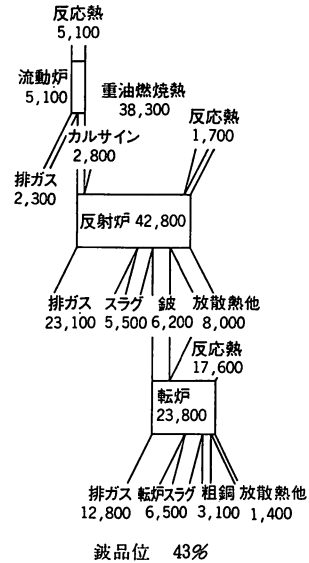 反応熱
5,100
流動炉
5,100
重油燃焼熱
38,300
反応熱
1,700
カルサイン
2,800
排ガス
2,300
反射炉 42,800
排ガス スラグ 鈹 放散熱他
23,100 5,500 6,200 8,000
反応熱
17,600
転炉
23,800
排ガス 転炉スラグ 粗銅 放散熱他
12,800 6,500 3,100 1,400
鈹品位 43%